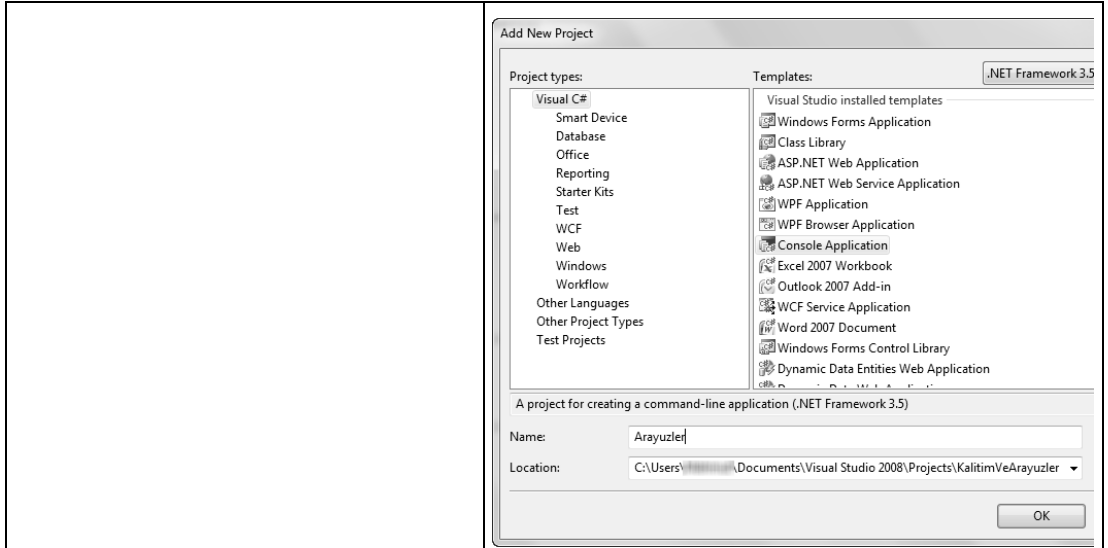 Add New Project
Project types:
Templates:
.NET Framework 3.5
Visual C#
Smart Device
Database
Office
Reporting
Starter Kits
Test
WCF
Web
Windows
Workflow
Other Languages
Other Project Types
Test Projects
Visual Studio installed templates
Windows Forms Application
Class Library
ASP.NET Web Application
ASP.NET Web Service Application
WPF Application
WPF Browser Application
Console Application
Excel 2007 Workbook
Outlook 2007 Add-in
WCF Service Application
Word 2007 Document
Windows Forms Control Library
Dynamic Data Entities Web Application
A project for creating a command-line application (.NET Framework 3.5)
Name:
Arayuzler
Location:
C:\Users\ \Documents\Visual Studio 2008\Projects\KalitimVeArayuzler
OK